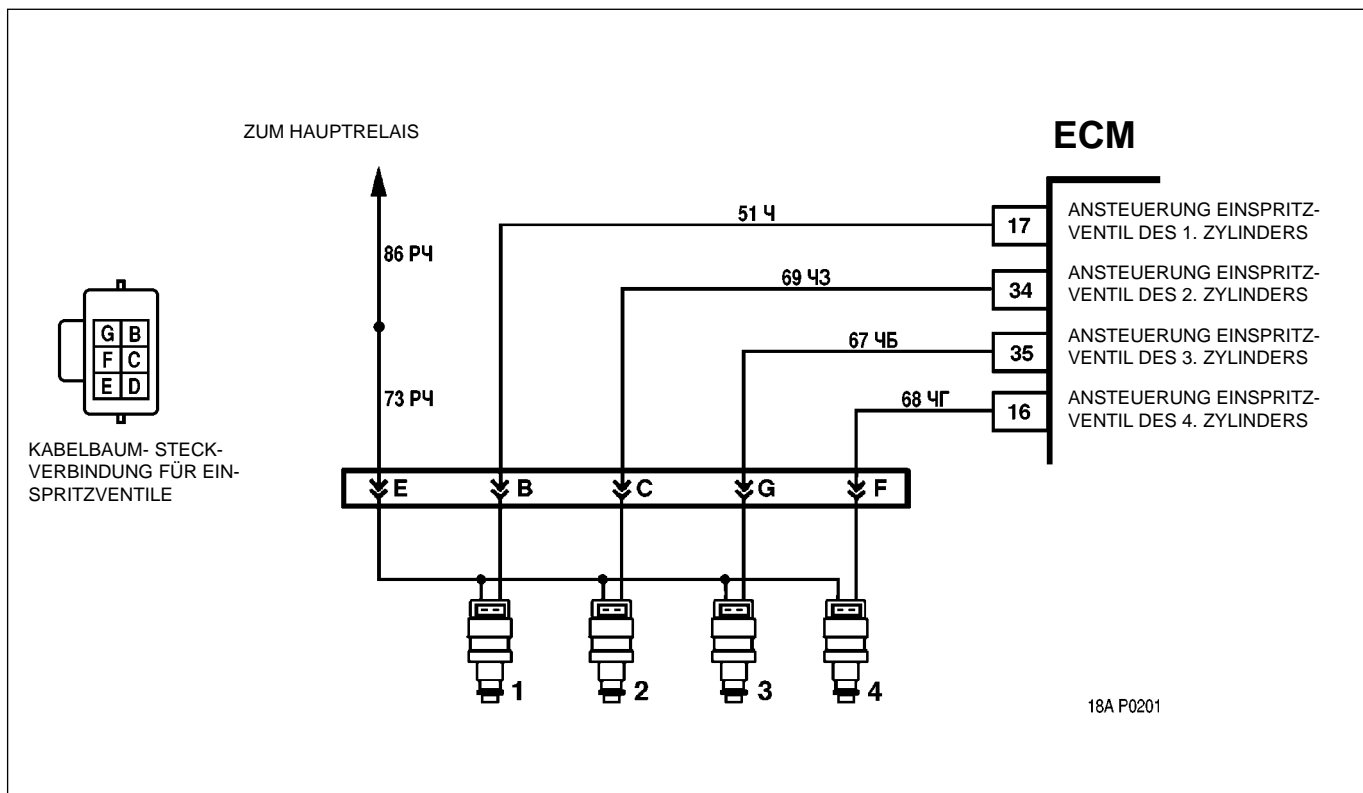 ZUM HAUPTRELAIS
ECM
51 Ч
17
ANSTEUERUNG EINSPRITZ-
VENTIL DES 1. ZYLINDERS
86 РЧ
69 ЧЗ
34
ANSTEUERUNG EINSPRITZ-
VENTIL DES 2. ZYLINDERS
67 ЧБ
35
ANSTEUERUNG EINSPRITZ-
VENTIL DES 3. ZYLINDERS
73 РЧ
68 ЧГ
16
ANSTEUERUNG EINSPRITZ-
VENTIL DES 4. ZYLINDERS
G B
F C
E D
KABELBAUM- STECK-
VERBINDUNG FÜR EIN-
SPRITZVENTILE
E B C G F
1 2 3 4
18A P0201